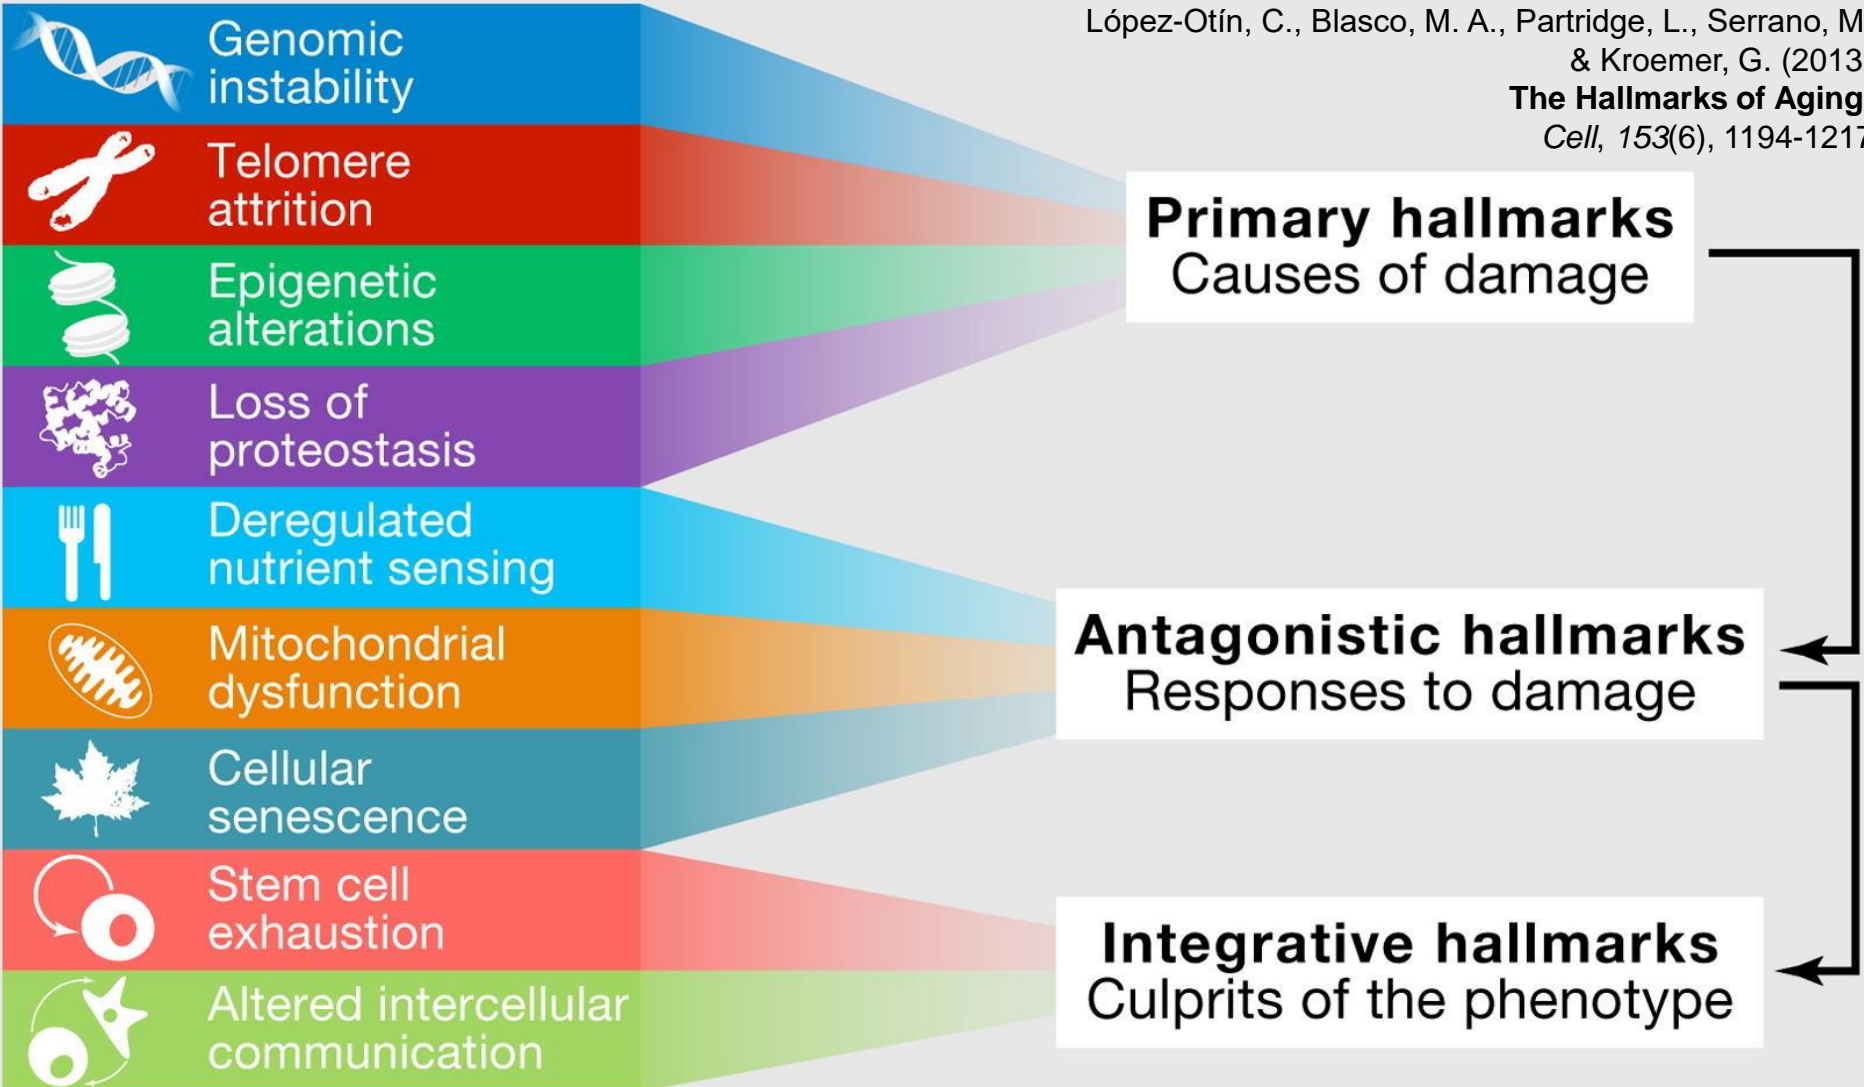 Genomic
instability
Telomere
attrition
Epigenetic
alterations
Loss of
proteostasis
Deregulated
nutrient sensing
Mitochondrial
dysfunction
Cellular
senescence
Stem cell
exhaustion
Altered intercellular
communication
López-Otín, C., Blasco, M. A., Partridge, L., Serrano, M
& Kroemer, G. (2013
The Hallmarks of Aging
Cell, 153(6), 1194-1217
Primary hallmarks
Causes of damage
Antagonistic hallmarks
Responses to damage
Integrative hallmarks
Culprits of the phenotype